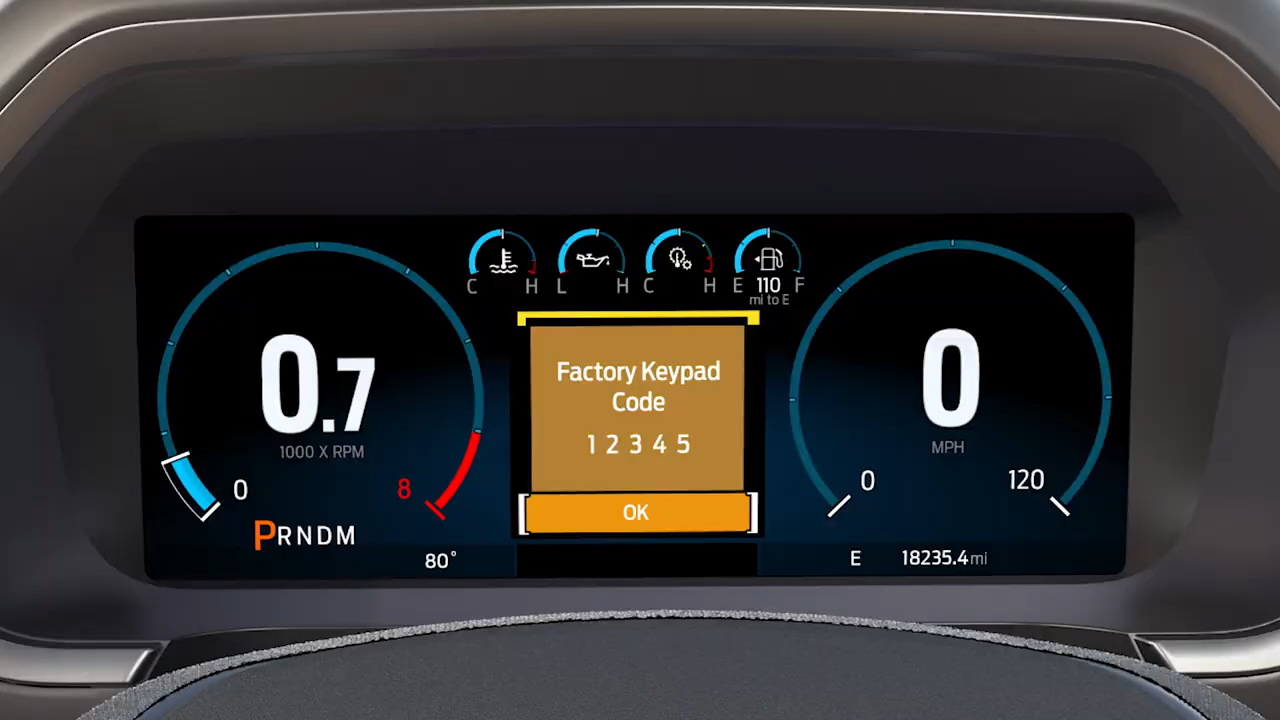 C H
L H
C H
E 110 F
mi to E
0.7
1000 X RPM
0
8
PRNDM
80°
Factory Keypad
Code
1 2 3 4 5
OK
0
MPH
0
120
E
18235.4mi